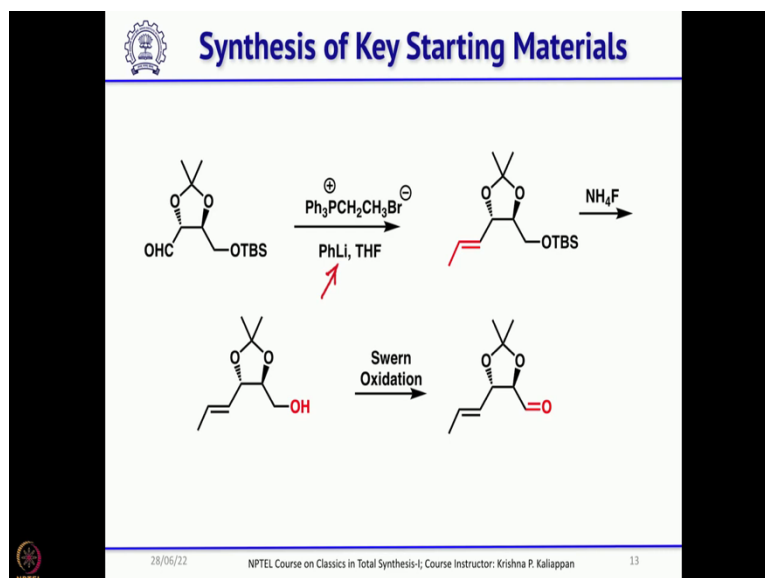 Synthesis of Key Starting Materials
O O
OHC
OTBS
Ph₃PCH₂CH₃Br
PhLi, THF
O O
OTBS
NH₄F
O O
OH
Swern
Oxidation
O O
O
28/06/22
NPTEL Course on Classics in Total Synthesis-I; Course Instructor: Krishna P. Kaliappan
13